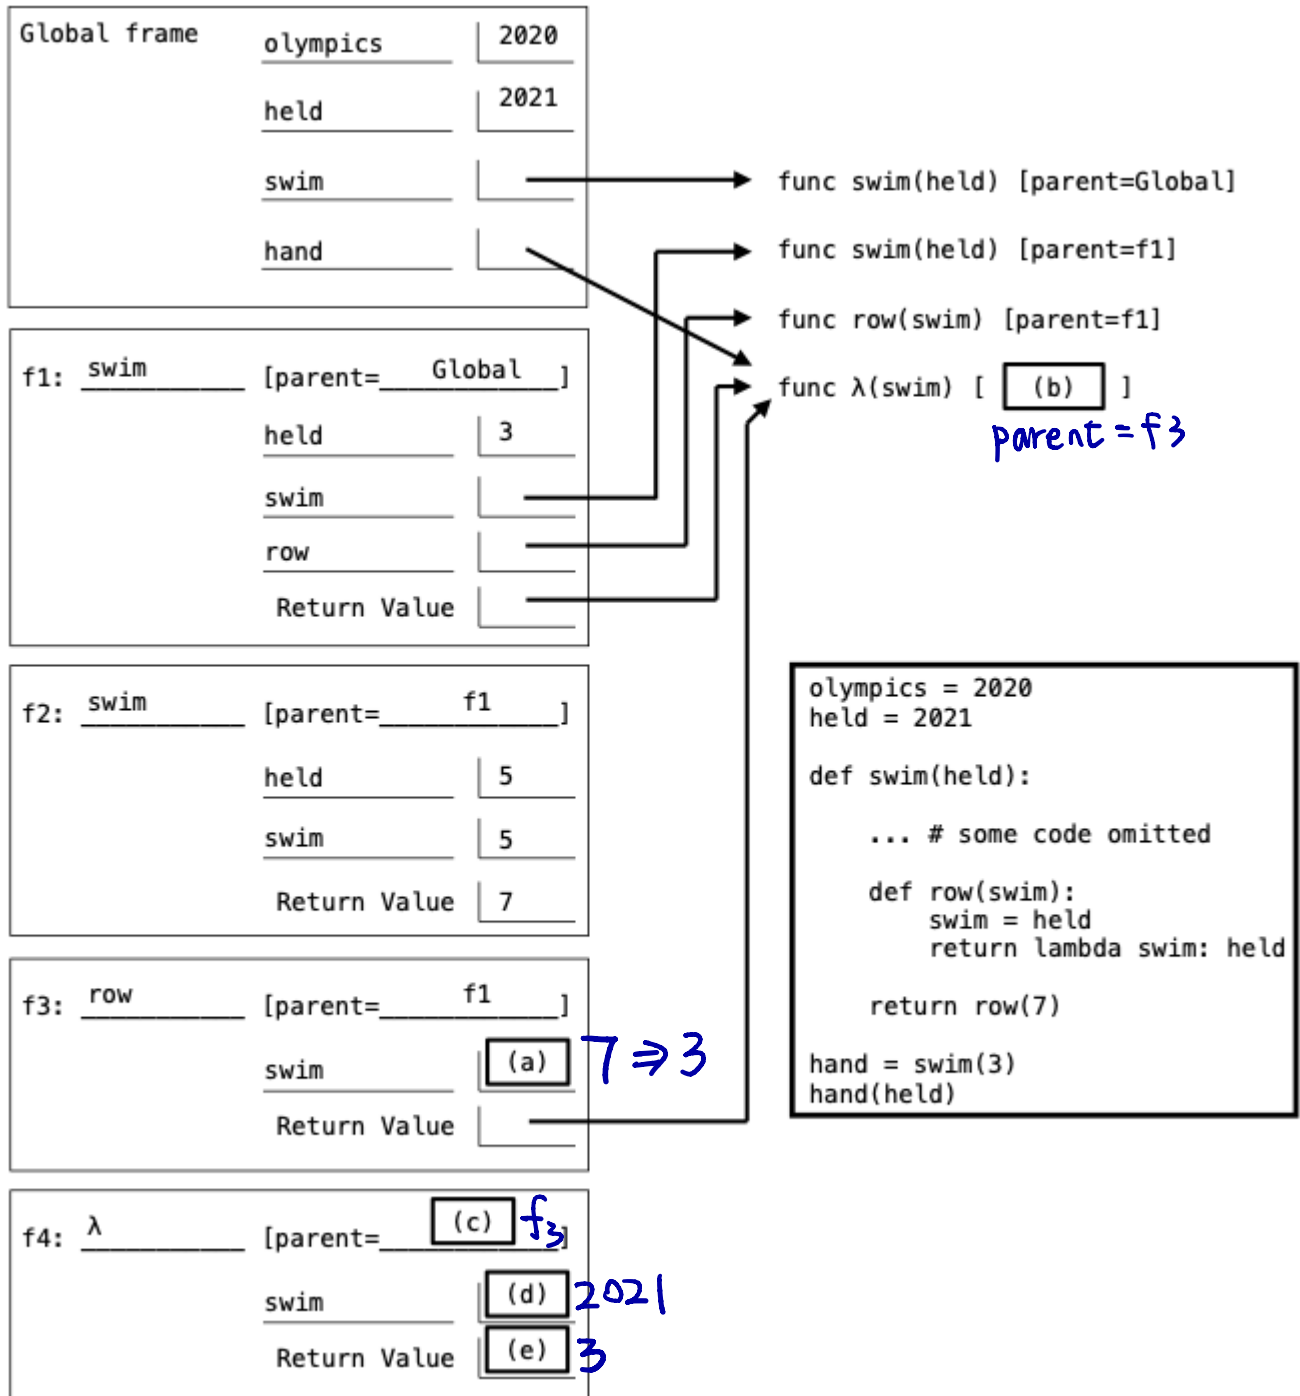 Global frame
olympics 2020
held 2021
swim
func swim(held) [parent=Global]
hand
func swim(held) [parent=f1]
func row(swim) [parent=f1]
f1: swim [parent=Global]
func λ(swim) [ (b) ]
parent = f3
held 3
swim
row
Return Value
f2: swim [parent=f1]
held 5
swim 5
Return Value 7
f3: row [parent=f1]
swim (a) 7 ⇒ 3
Return Value
f4: λ [parent= (c) f3]
swim (d) 2021
Return Value (e) 3
olympics = 2020
held = 2021
def swim(held):
... # some code omitted
def row(swim):
swim = held
return lambda swim: held
return row(7)
hand = swim(3)
hand(held)